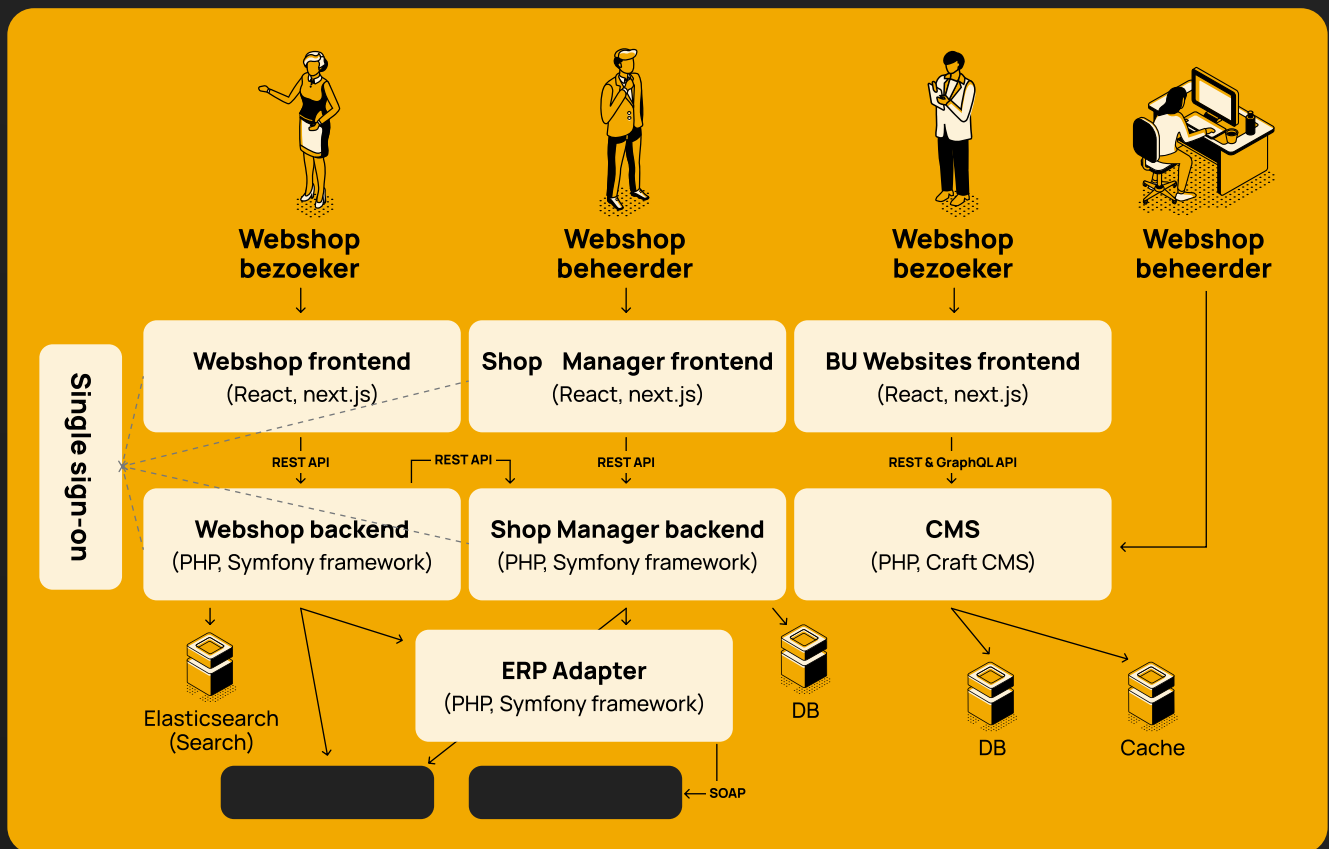 Webshop
bezoeker
Webshop
beheerder
Webshop
bezoeker
Webshop
beheerder
Single sign-on
Webshop frontend
(React, next.js)
Shop Manager frontend
(React, next.js)
BU Websites frontend
(React, next.js)
REST API
REST API
REST API
REST & GraphQL API
Webshop backend
(PHP, Symfony framework)
Shop Manager backend
(PHP, Symfony framework)
CMS
(PHP, Craft CMS)
Elasticsearch
(Search)
ERP Adapter
(PHP, Symfony framework)
DB
DB
Cache
SOAP